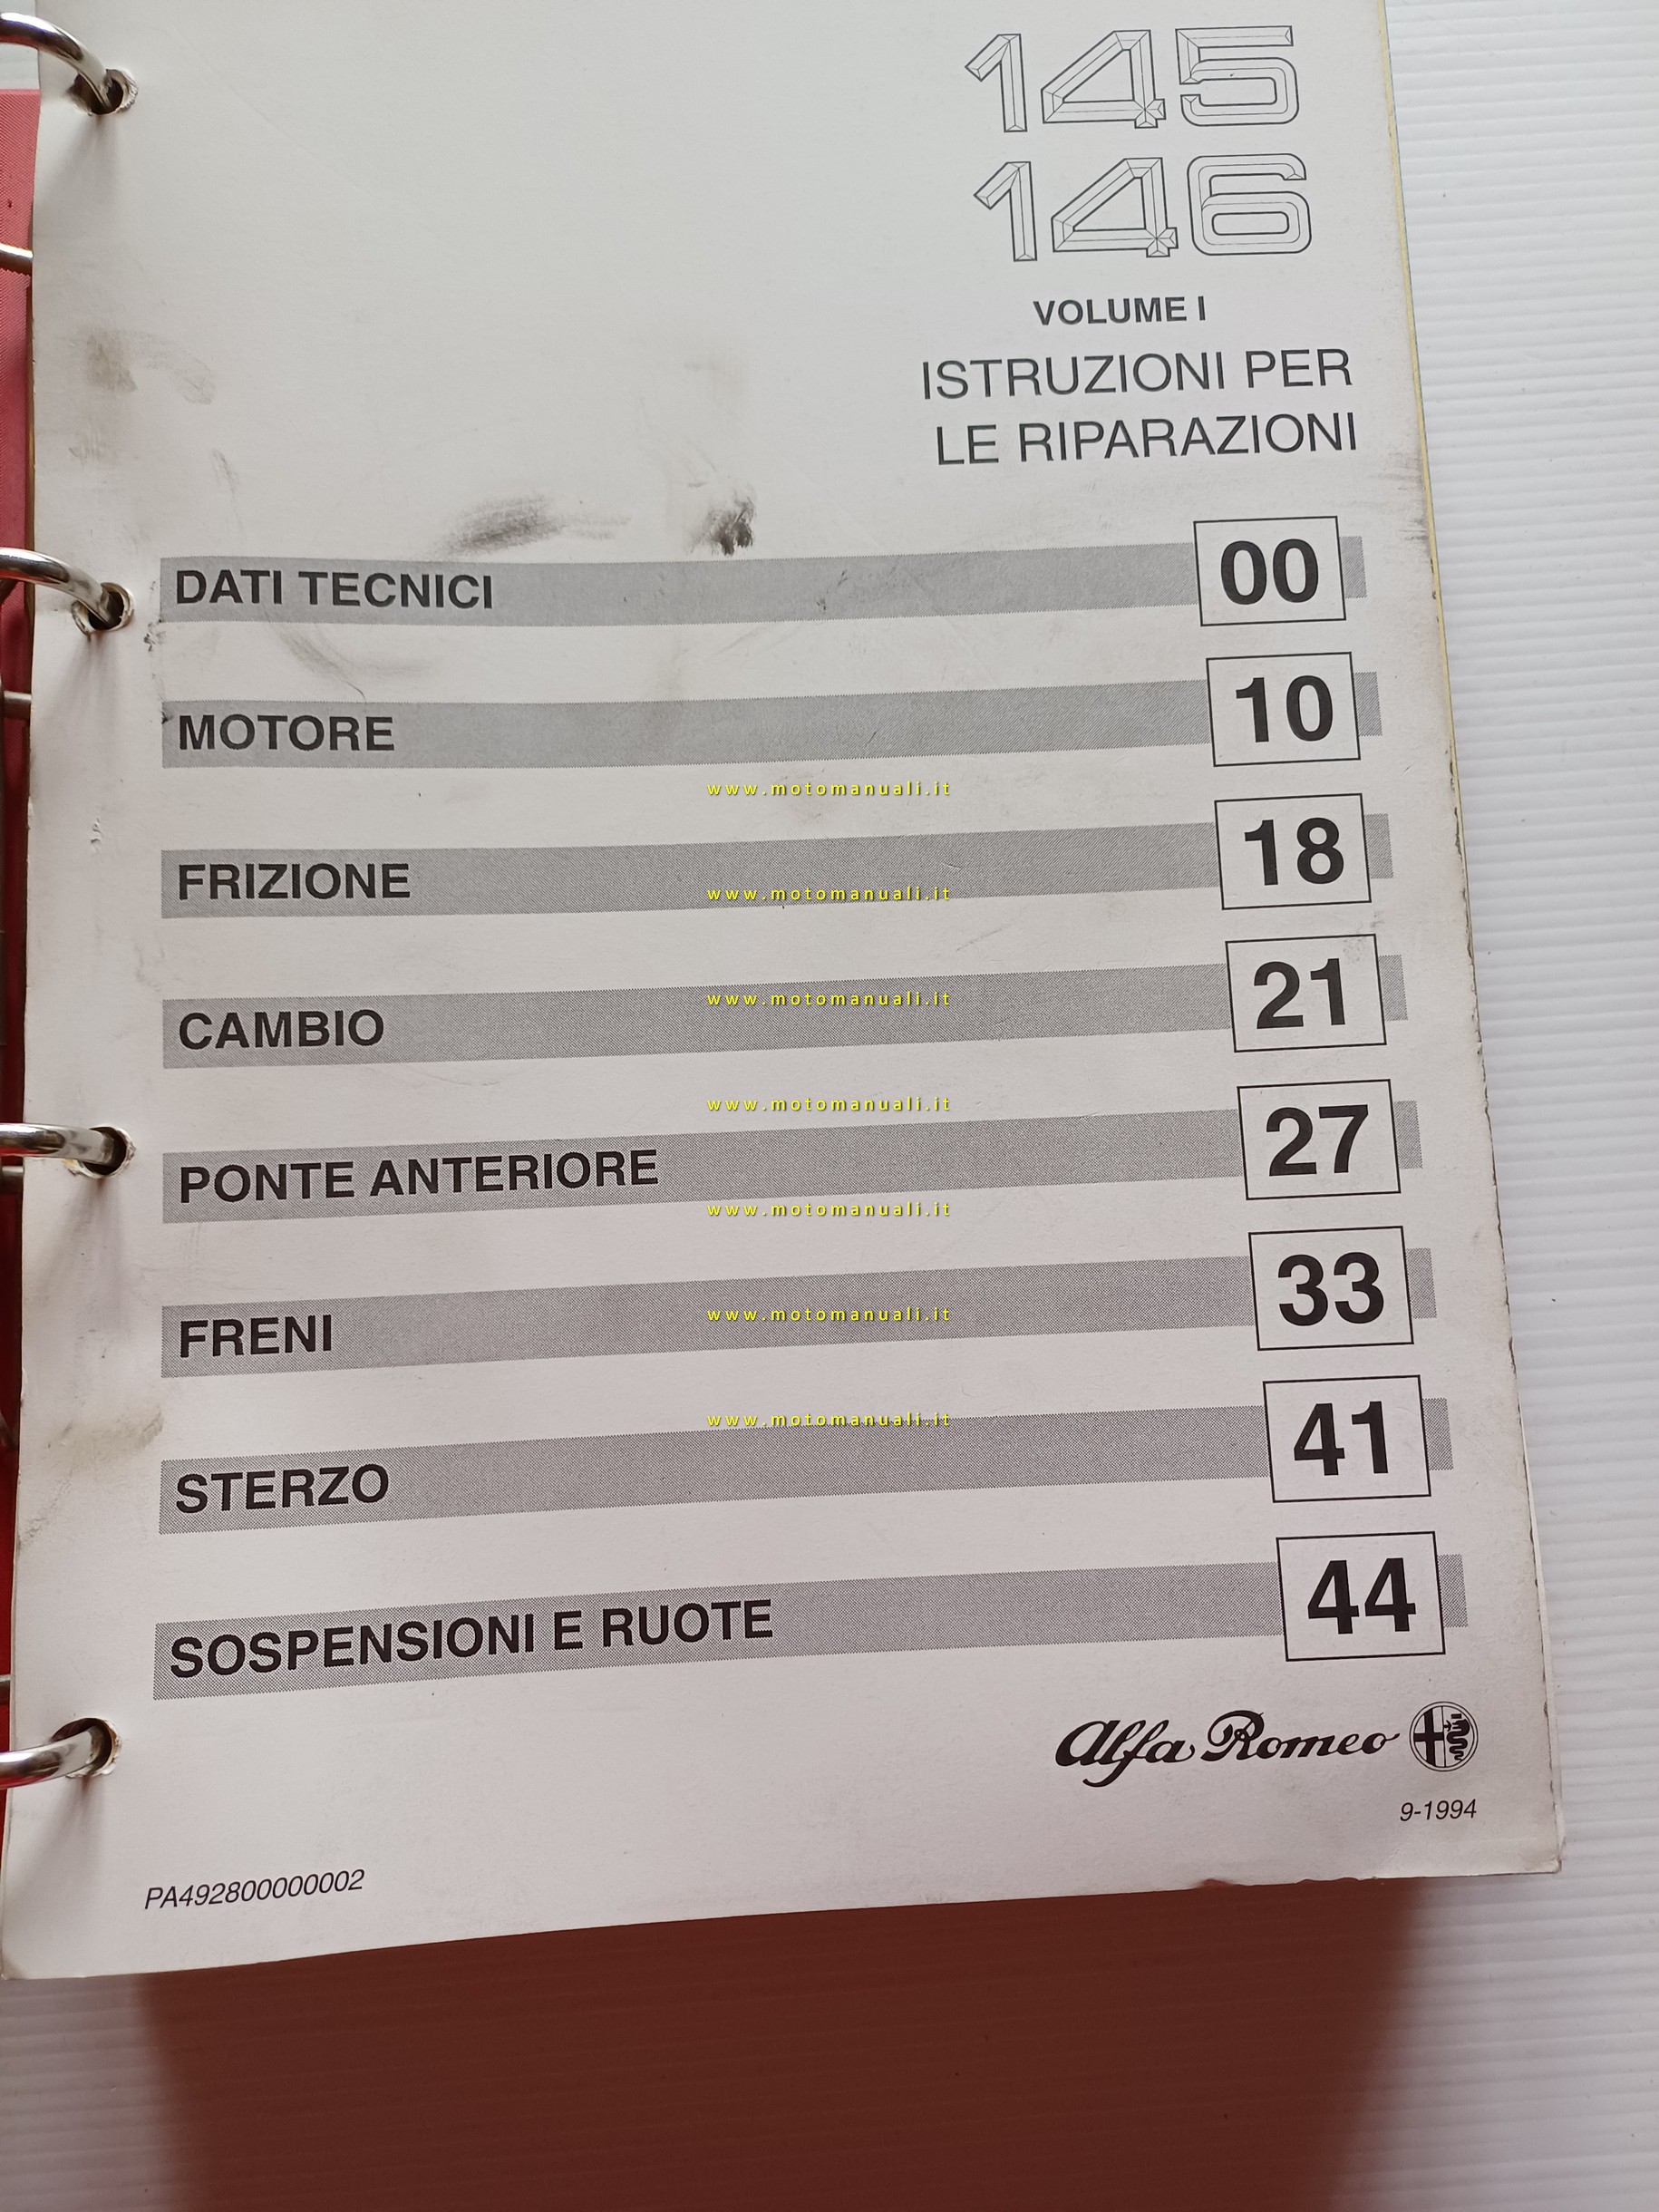 145
146
VOLUME I
ISTRUZIONI PER
LE RIPARAZIONI
DATI TECNICI 00
MOTORE 10
www.motomanuali.it
FRIZIONE 18
www.motomanuali.it
CAMBIO 21
www.motomanuali.it
www.motomanuali.it
PONTE ANTERIORE 27
www.motomanuali.it
FRENI 33
www.motomanuali.it
www.motomanuali.it
STERZO 41
SOSPENSIONI E RUOTE 44
Alfa Romeo
9-1994
PA492800000002